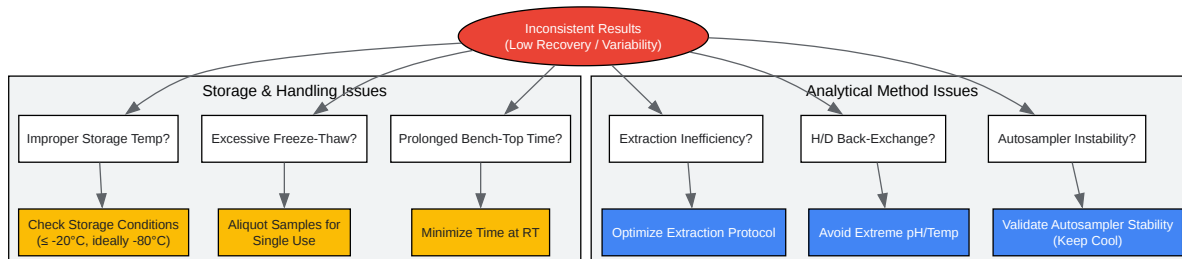 Inconsistent Results
(Low Recovery / Variability)
Storage & Handling Issues
Analytical Method Issues
Improper Storage Temp?
Excessive Freeze-Thaw?
Prolonged Bench-Top Time?
Extraction Inefficiency?
H/D Back-Exchange?
Autosampler Instability?
Check Storage Conditions
(≤ -20°C, ideally -80°C)
Aliquot Samples for
Single Use
Minimize Time at RT
Optimize Extraction Protocol
Avoid Extreme pH/Temp
Validate Autosampler Stability
(Keep Cool)